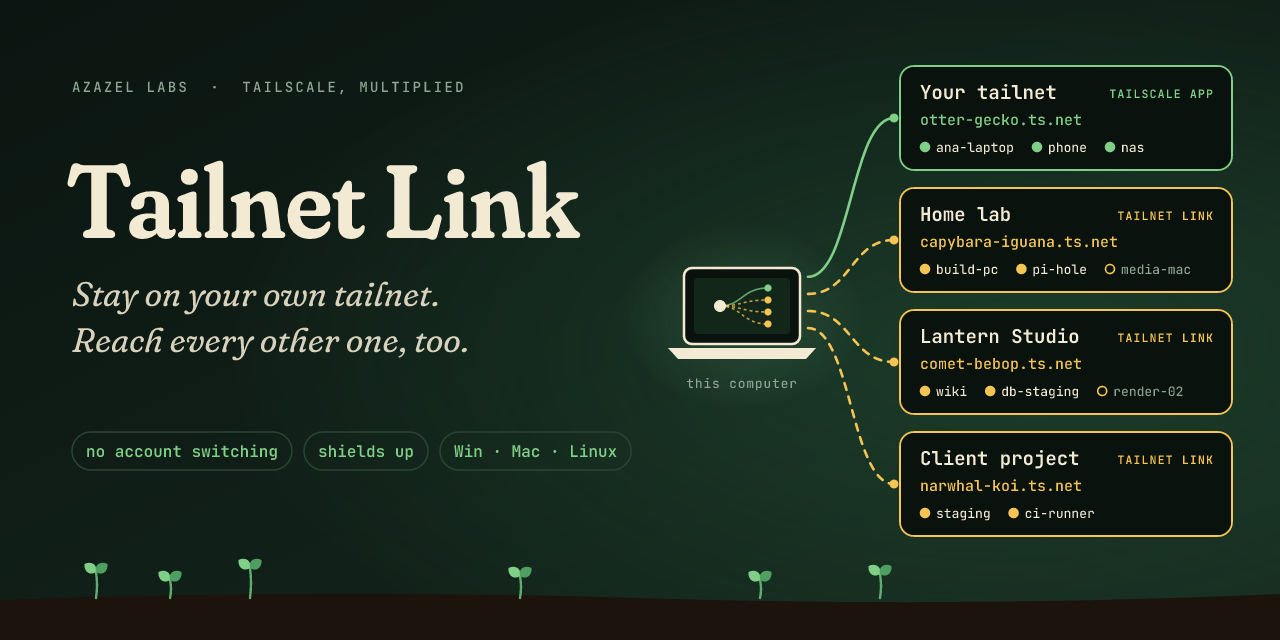 AZAZEL LABS · TAILSCALE, MULTIPLIED
Tailnet Link
Stay on your own tailnet.
Reach every other one, too.
no account switching
shields up
Win · Mac · Linux
this computer
Your tailnet TAILSCALE APP
otter-gecko.ts.net
ana-laptop phone nas
Home lab TAILNET LINK
capybara-iguana.ts.net
build-pc pi-hole media-mac
Lantern Studio TAILNET LINK
comet-bebop.ts.net
wiki db-staging render-02
Client project TAILNET LINK
narwhal-koi.ts.net
staging ci-runner